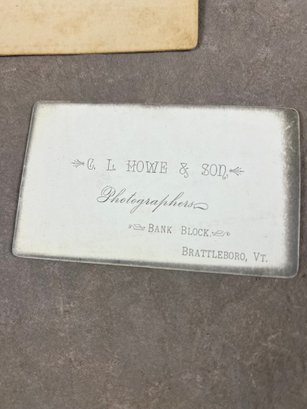 C. L. HOWE & SON,
Photographers
BANK BLOCK.
BRATTLEBORO, VT.